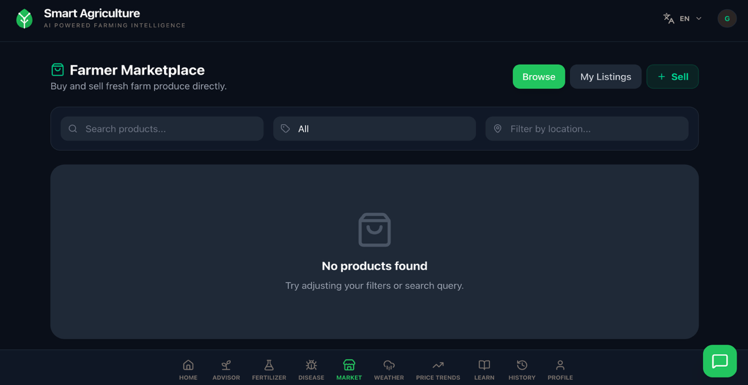 Smart Agriculture
AI POWERED FARMING INTELLIGENCE
EN
G
Farmer Marketplace
Buy and sell fresh farm produce directly.
Browse
My Listings
+ Sell
Search products...
All
Filter by location...
No products found
Try adjusting your filters or search query.
HOME
ADVISOR
FERTILIZER
DISEASE
MARKET
WEATHER
PRICE TRENDS
LEARN
HISTORY
PROFILE